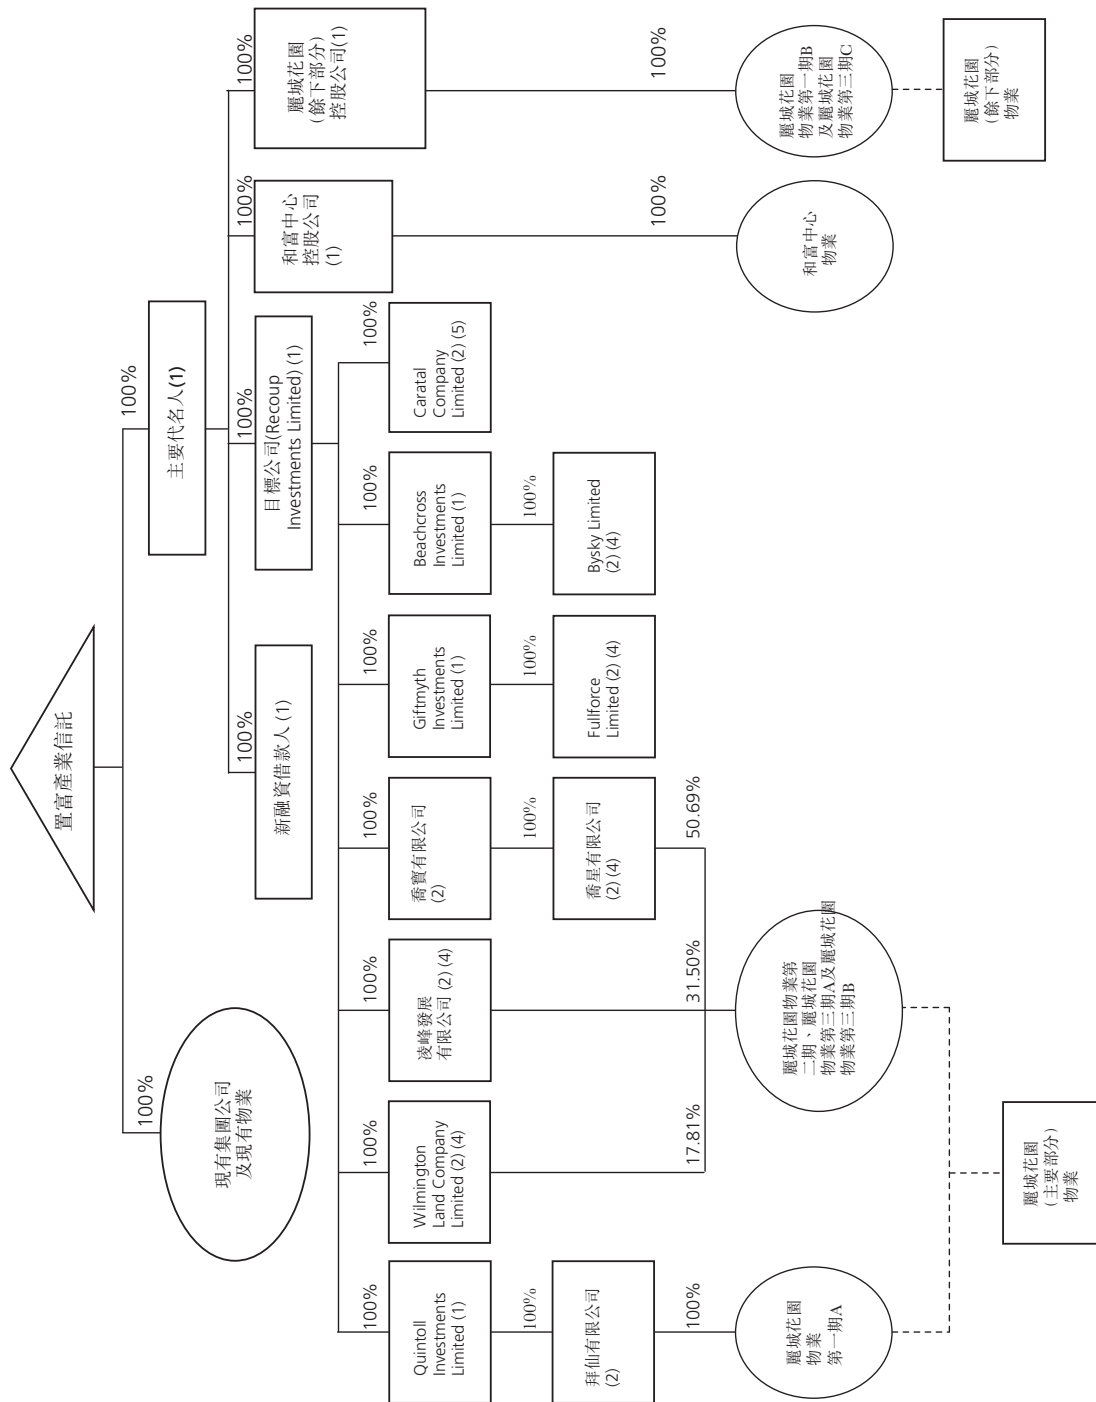 置富產業信託
100%
100%
現有集團公司
及現有物業
主要代名人(1)
100%
100%
100%
100%
新融資借款人 (1)
目標公司(Recoup
Investments Limited) (1)
和富中心
控股公司
(1)
麗城花園
(餘下部分)
控股公司(1)
100%
100%
100%
100%
100%
100%
100%
Quintoll
Investments
Limited (1)
Wilmington
Land Company
Limited (2) (4)
凌峰發展
有限公司 (2) (4)
喬寶有限公司
(2)
Giftmyth
Investments
Limited (1)
Beachcross
Investments
Limited (1)
Caratal
Company
Limited (2) (5)
100%
100%
100%
100%
拜仙有限公司
(2)
喬星有限公司
(2) (4)
Fullforce
Limited (2) (4)
Bysky Limited
(2) (4)
100%
17.81%
31.50%
50.69%
100%
100%
麗城花園
物業
第一期A
麗城花園物業第
二期、麗城花園
物業第三期A及麗城花園
物業第三期B
和富中心
物業
麗城花園
物業第一期B
及麗城花園
物業第三期C
麗城花園
(主要部分)
物業
麗城花園
(餘下部分)
物業